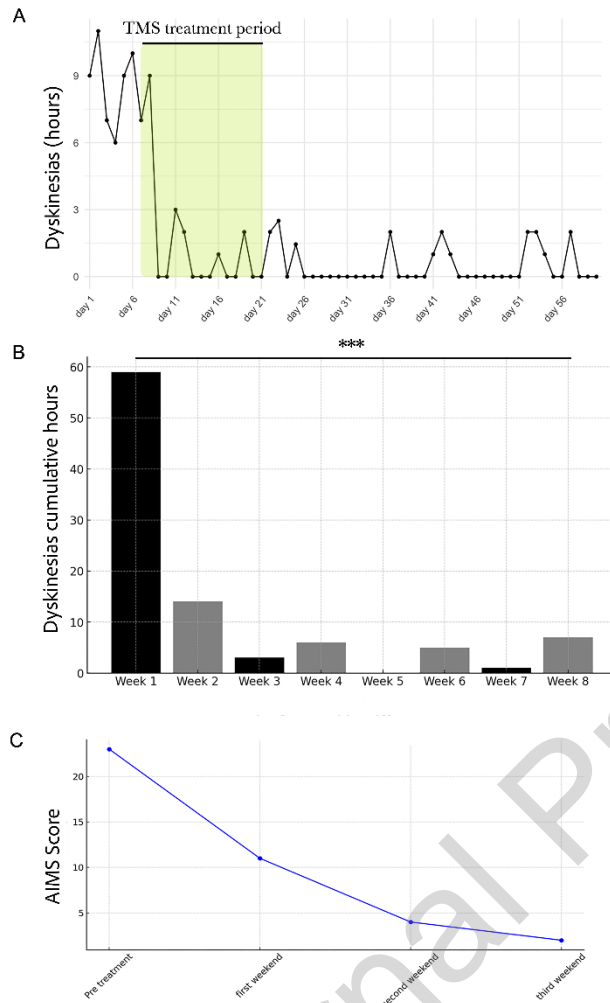 A
TMS treatment period
Dyskinesias (hours)
9
6
3
0
day 1
day 6
day 11
day 16
day 21
day 26
day 31
day 36
day 41
day 46
day 51
day 56
B
***
Dyskinesias cumulative hours
60
50
40
30
20
10
0
Week 1
Week 2
Week 3
Week 4
Week 5
Week 6
Week 7
Week 8
C
AIMS Score
20
15
10
5
Pre treatment
first weekend
second weekend
third weekend